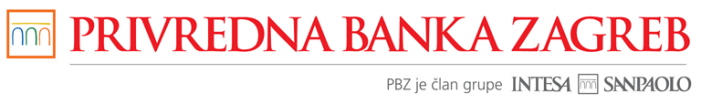 PRIVREDNA BANKA ZAGREB
PBZ je član grupe INTESA SANPAOLO